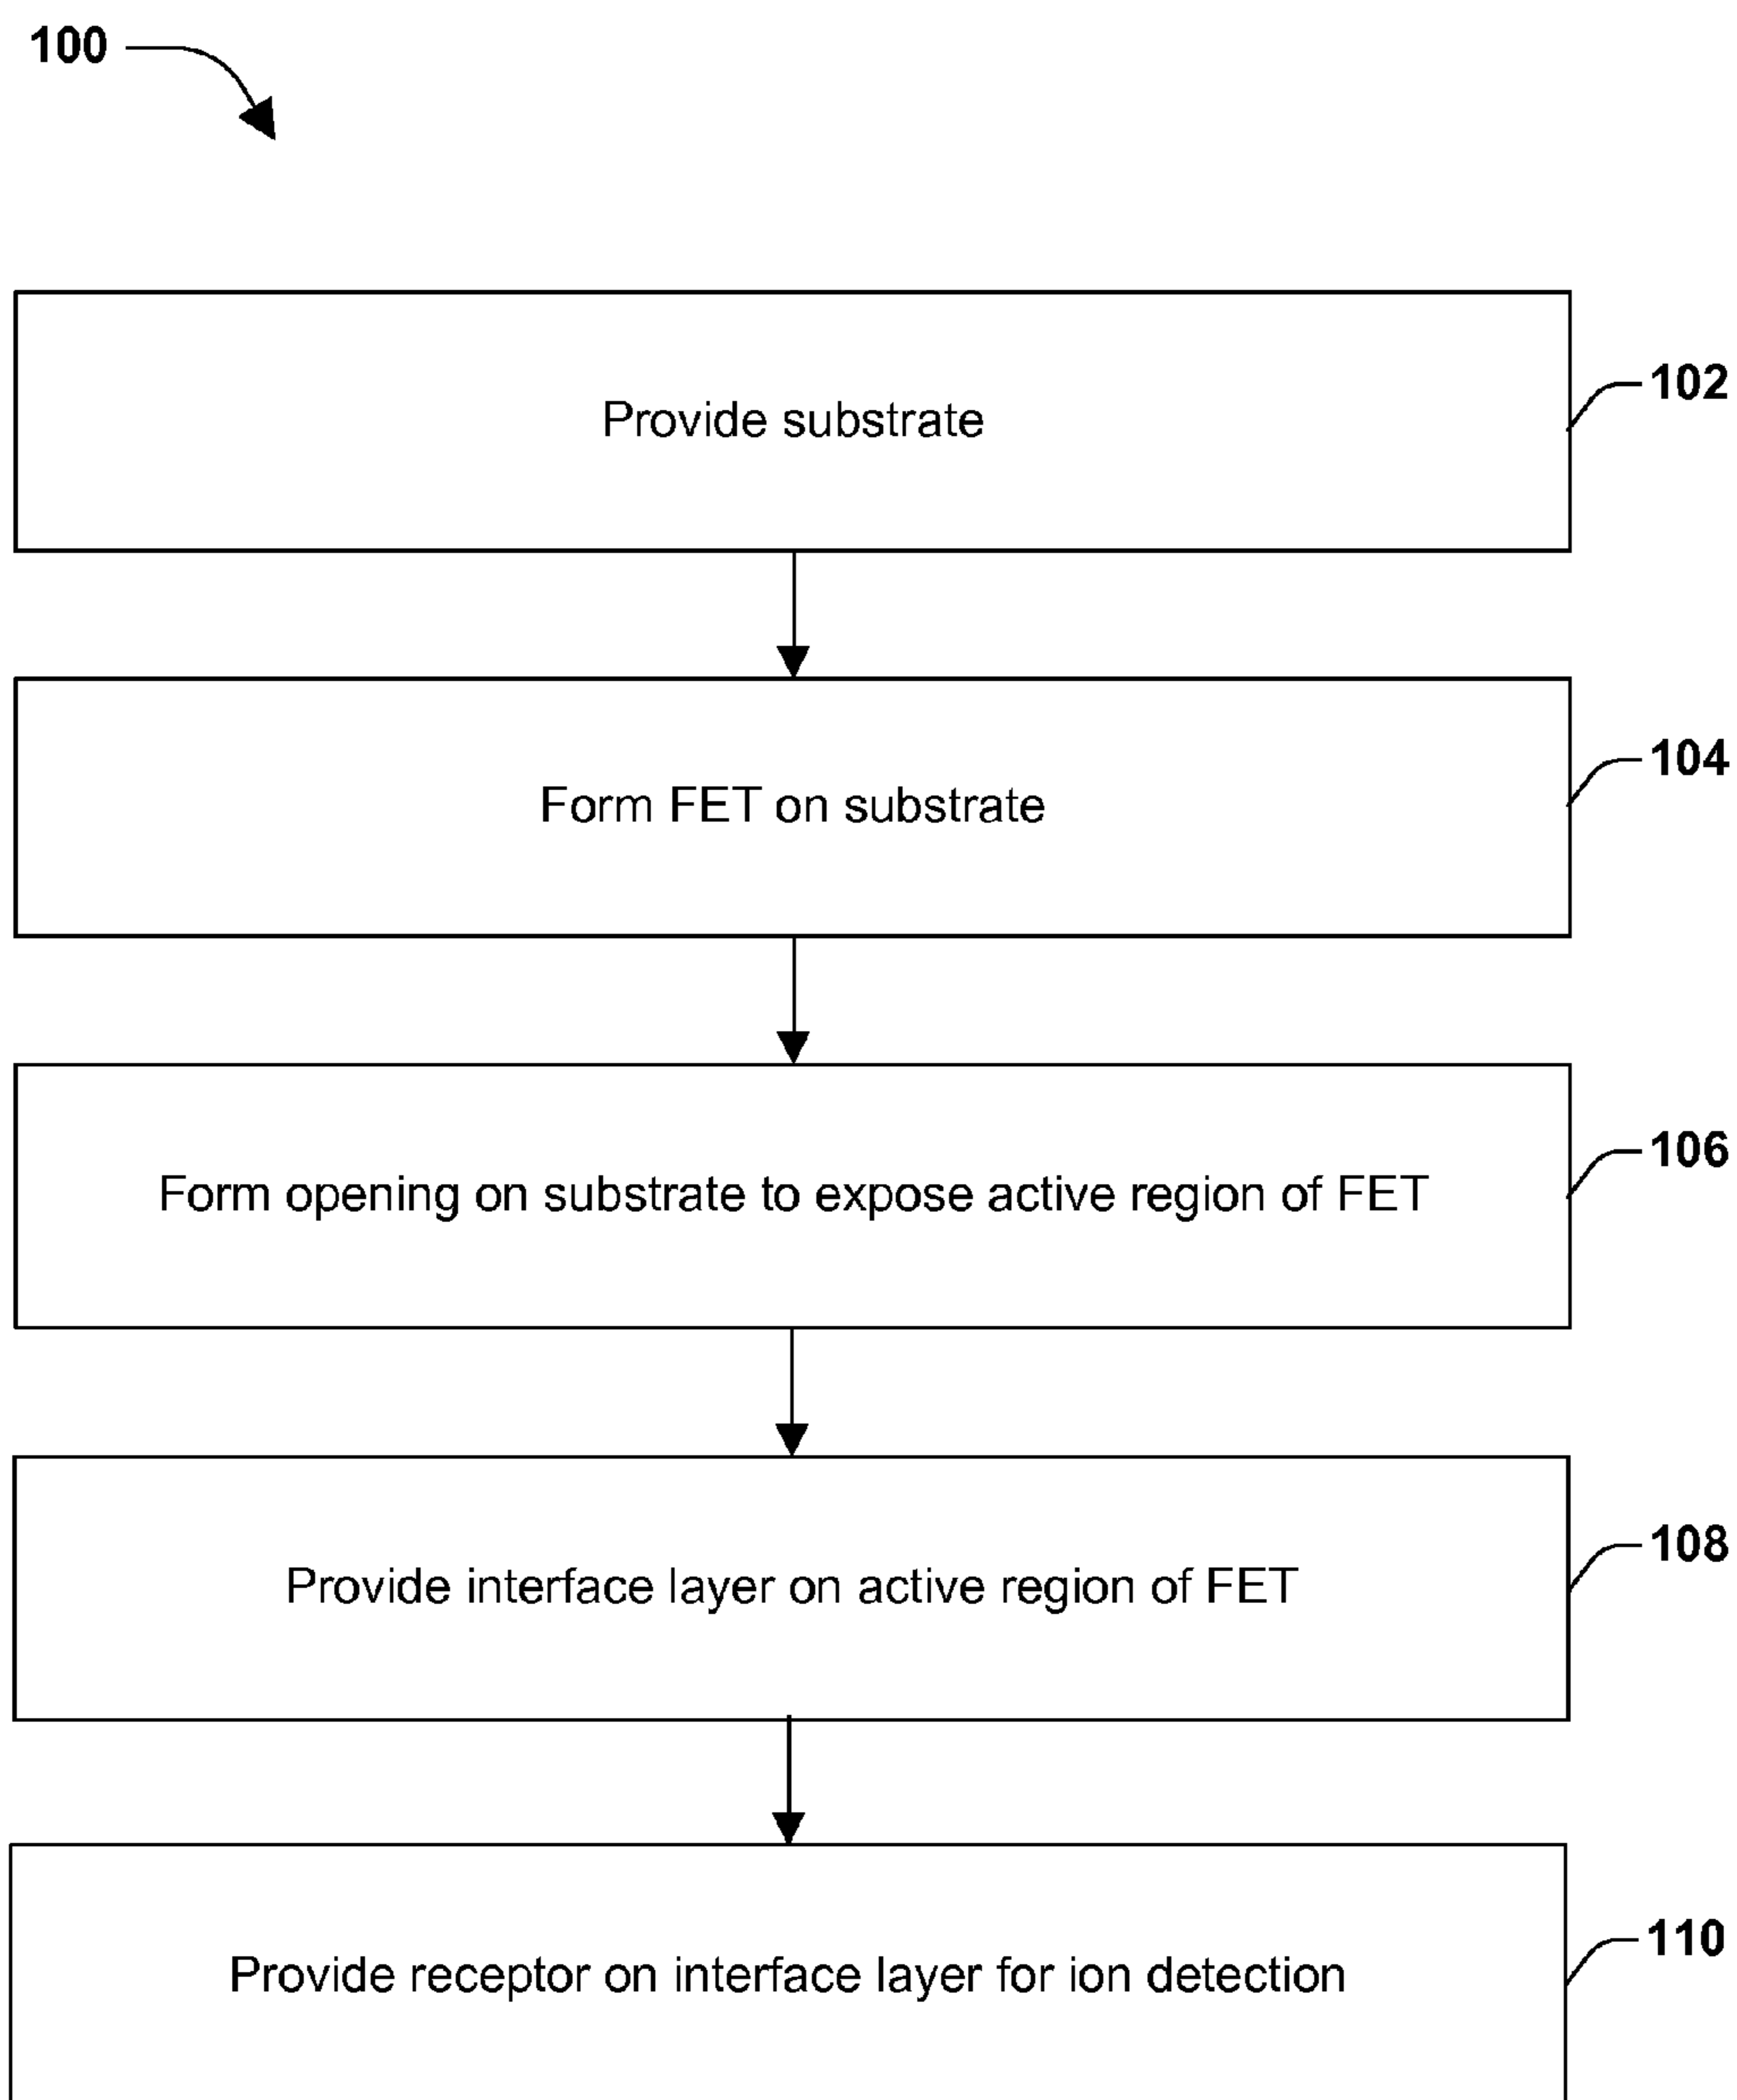 100
Provide substrate
102
Form FET on substrate
104
Form opening on substrate to expose active region of FET
106
Provide interface layer on active region of FET
108
Provide receptor on interface layer for ion detection
110